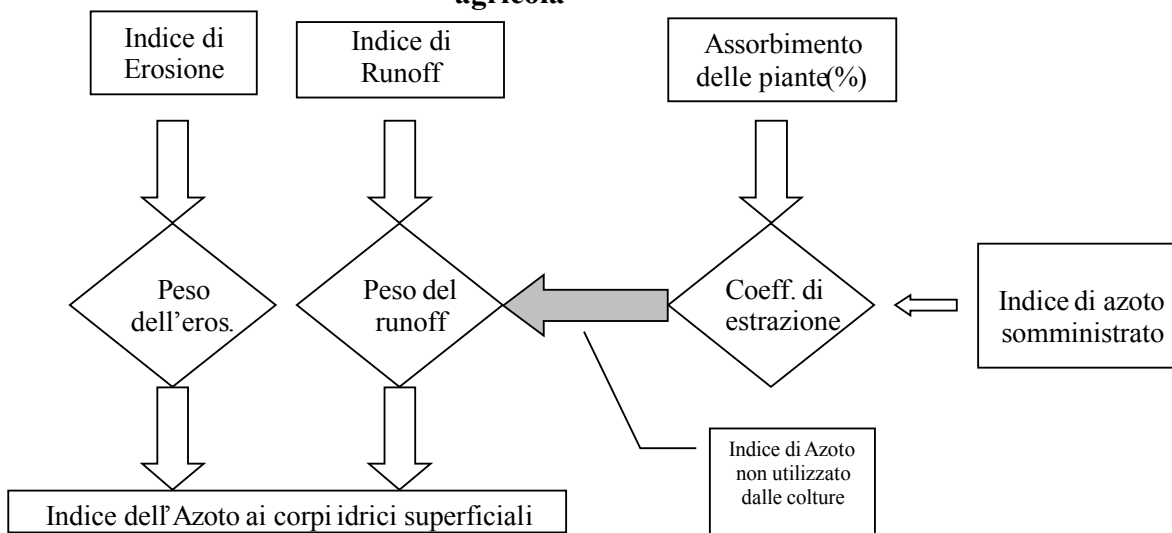 agricola
Indice di
Erosione
Indice di
Runoff
Assorbimento
delle piante(%)
Peso
dell'eros.
Peso del
runoff
Coeff. di
estrazione
Indice di azoto
somministrato
Indice di Azoto
non utilizzato
dalle colture
Indice dell'Azoto ai corpi idrici superficiali